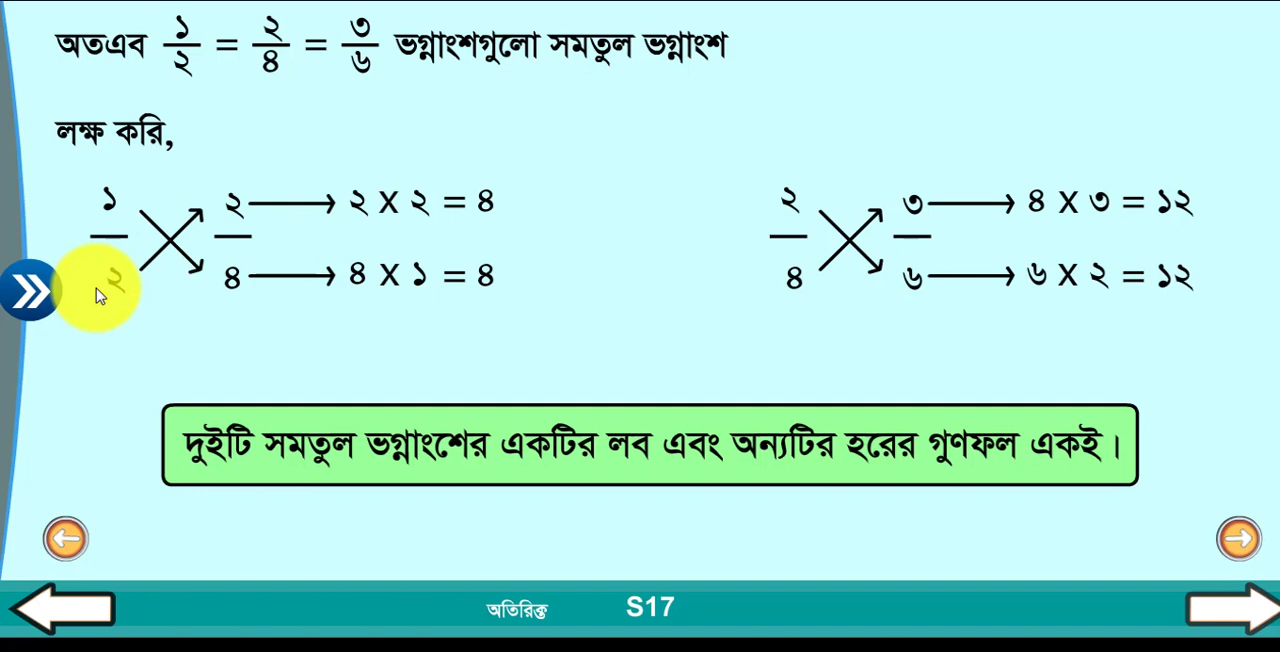 অতএব ১/২ = ২/৪ = ৩/৬ ভগ্নাংশগুলো সমতুল ভগ্নাংশ
লক্ষ করি,
১ ২ ⟶ ২ X ২ = ৪
২ ৪ ⟶ ৪ X ১ = ৪
২ ৩ ⟶ ৪ X ৩ = ১২
৪ ৬ ⟶ ৬ X ২ = ১২
দুইটি সমতুল ভগ্নাংশের একটির লব এবং অন্যটির হরের গুণফল একই।
অতিরিক্ত S17